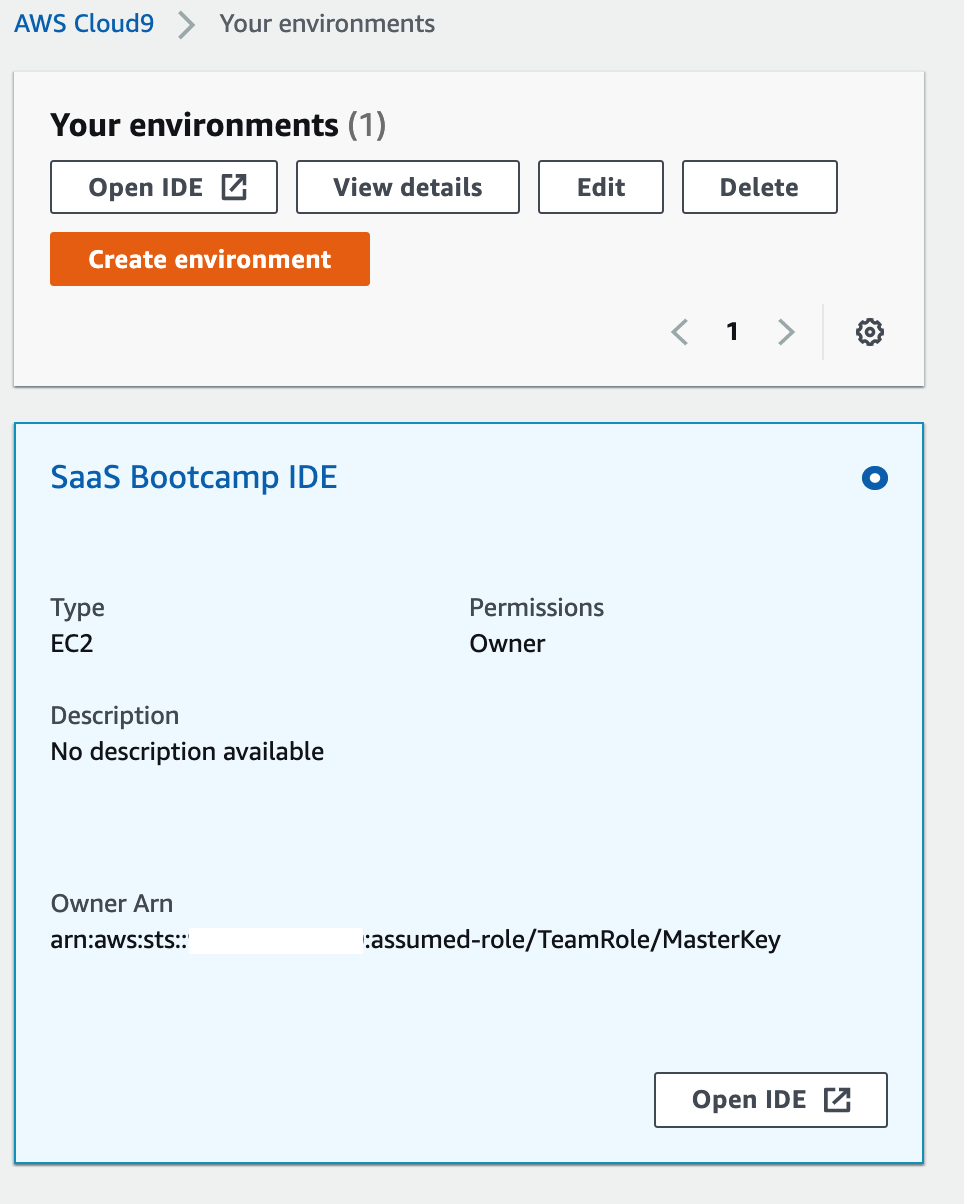 AWS Cloud9 > Your environments
Your environments (1)
Open IDE View details Edit Delete
Create environment
< 1 >
SaaS Bootcamp IDE
Type Permissions
EC2 Owner
Description
No description available
Owner Arn
arn:aws:sts:: :assumed-role/TeamRole/MasterKey
Open IDE